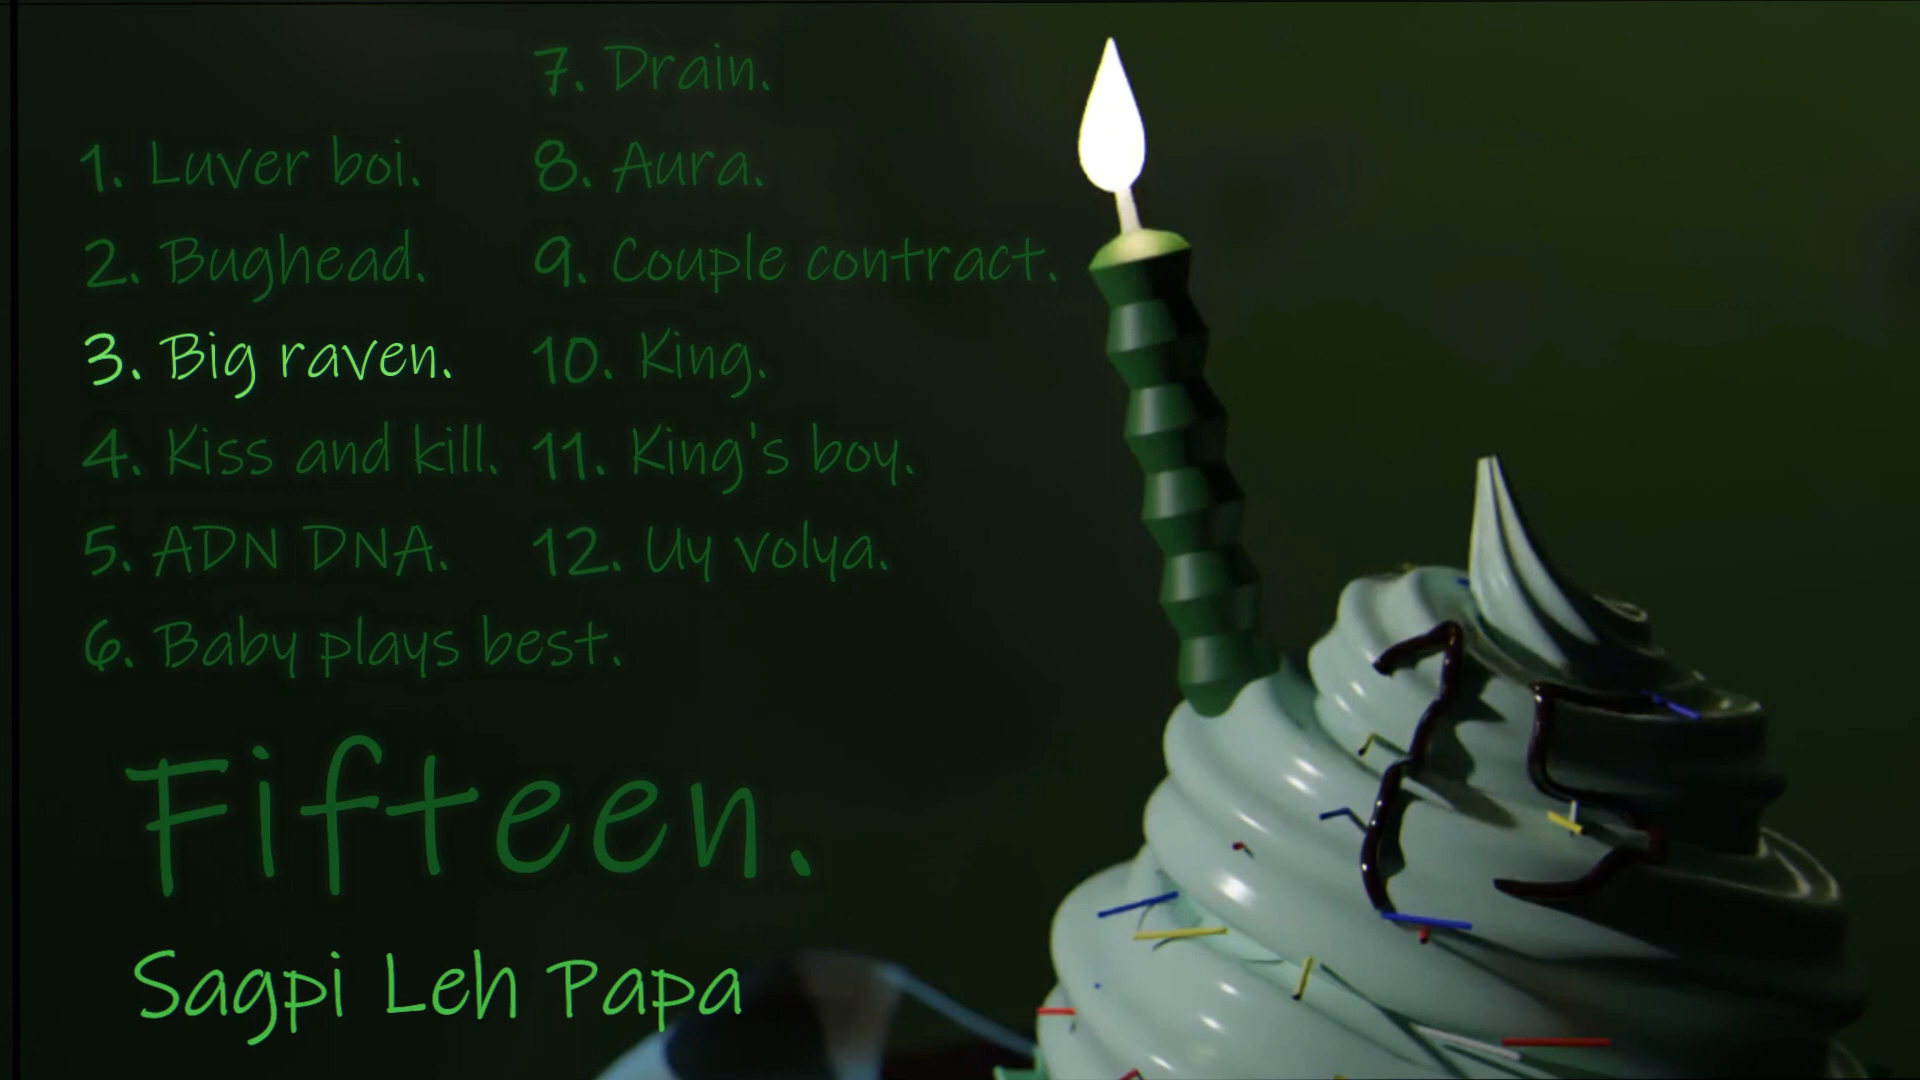 1. Luver boi.
2. Bughead.
3. Big raven.
4. Kiss and kill.
5. ADN DNA.
6. Baby plays best.
7. Drain.
8. Aura.
9. Couple contract.
10. King.
11. King's boy.
12. Uy volya.
Fifteen.
Sagpi Leh Papa
15